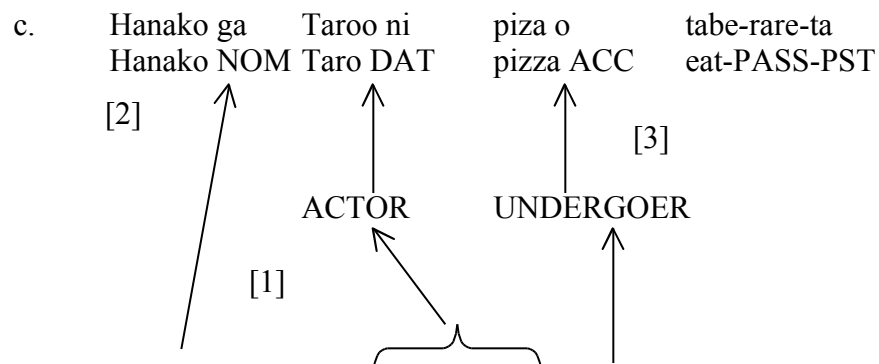 c. Hanako ga Taroo ni piza o tabe-rare-ta
Hanako NOM Taro DAT pizza ACC eat-PASS-PST
[2]
[3]
ACTOR UNDERGOER
[1]